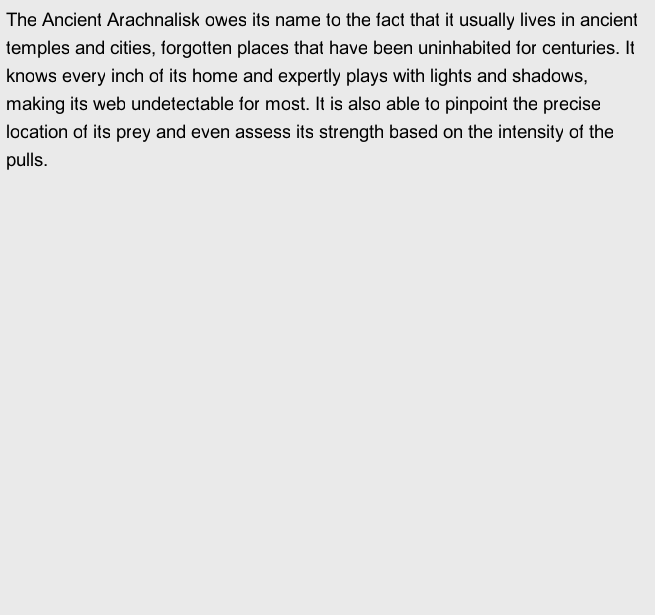 The Ancient Arachnalisk owes its name to the fact that it usually lives in ancient
temples and cities, forgotten places that have been uninhabited for centuries. It
knows every inch of its home and expertly plays with lights and shadows,
making its web undetectable for most. It is also able to pinpoint the precise
location of its prey and even assess its strength based on the intensity of the
pulls.